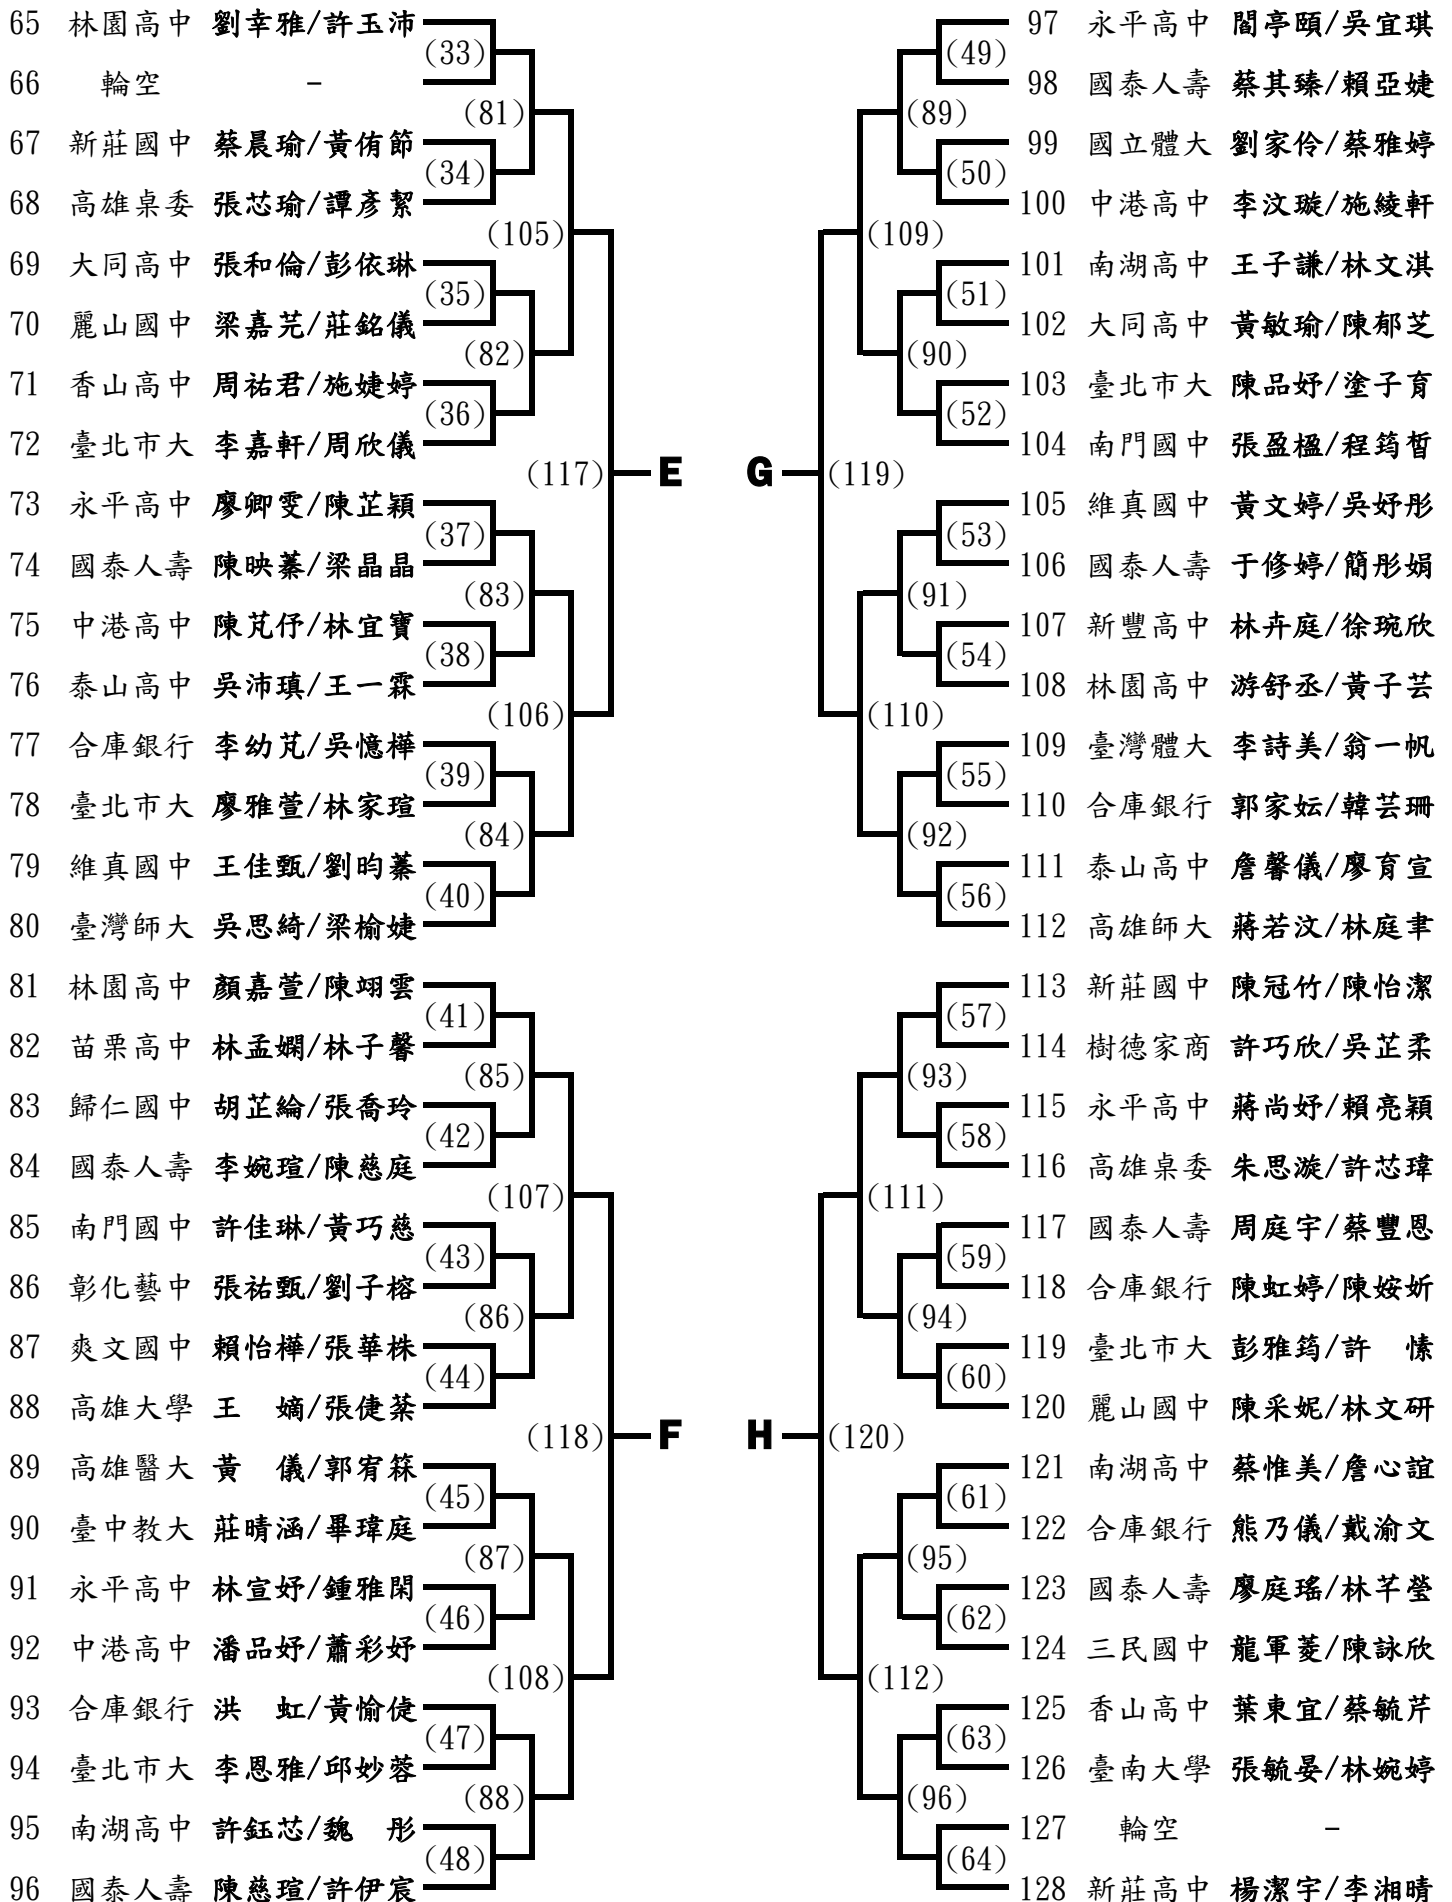 65 林園高中 劉幸雅/許玉沛
(33)
66 輪空 -
(81)
67 新莊國中 蔡晨瑜/黃侑節
(34)
68 高雄桌委 張芯瑜/譚彥絜
(105)
69 大同高中 張和倫/彭依琳
(35)
70 麗山國中 梁嘉芫/莊銘儀
(82)
71 香山高中 周祐君/施婕婷
(36)
72 臺北市大 李嘉軒/周欣儀
(117) E
73 永平高中 廖卿雯/陳芷穎
(37)
74 國泰人壽 陳映蓁/梁晶晶
(83)
75 中港高中 陳芃伃/林宜寶
(38)
76 泰山高中 吳沛瑱/王一霖
(106)
77 合庫銀行 李幼芃/吳憶樺
(39)
78 臺北市大 廖雅萱/林家瑄
(84)
79 維真國中 王佳甄/劉昀蓁
(40)
80 臺灣師大 吳思綺/梁榆婕
81 林園高中 顏嘉萱/陳翊雲
(41)
82 苗栗高中 林孟嫻/林子馨
(85)
83 歸仁國中 胡芷綸/張喬玲
(42)
84 國泰人壽 李婉瑄/陳慈庭
(107)
85 南門國中 許佳琳/黃巧慈
(43)
86 彰化藝中 張祐甄/劉子榕
(86)
87 爽文國中 賴怡樺/張華株
(44)
88 高雄大學 王 嫡/張倢棻
(118) F
89 高雄醫大 黃 儀/郭宥箖
(45)
90 臺中教大 莊晴涵/畢瑋庭
(87)
91 永平高中 林宣妤/鍾雅閑
(46)
92 中港高中 潘品妤/蕭彩妤
(108)
93 合庫銀行 洪 虹/黃愉倢
(47)
94 臺北市大 李恩雅/邱妙蓉
(88)
95 南湖高中 許鈺芯/魏 彤
(48)
96 國泰人壽 陳慈瑄/許伊宸
97 永平高中 閻亭頤/吳宜琪
(49)
98 國泰人壽 蔡其臻/賴亞婕
(89)
99 國立體大 劉家伶/蔡雅婷
(50)
100 中港高中 李汶璇/施綾軒
(109)
101 南湖高中 王子謙/林文淇
(51)
102 大同高中 黃敏瑜/陳郁芝
(90)
103 臺北市大 陳品妤/塗子育
(52)
104 南門國中 張盈楹/程筠晢
G (119)
105 維真國中 黃文婷/吳妤彤
(53)
106 國泰人壽 于修婷/簡彤娟
(91)
107 新豐高中 林卉庭/徐琬欣
(54)
108 林園高中 游舒丞/黃子芸
(110)
109 臺灣體大 李詩美/翁一帆
(55)
110 合庫銀行 郭家妘/韓芸珊
(92)
111 泰山高中 詹馨儀/廖育宣
(56)
112 高雄師大 蔣若汶/林庭聿
113 新莊國中 陳冠竹/陳怡潔
(57)
114 樹德家商 許巧欣/吳芷柔
(93)
115 永平高中 蔣尚妤/賴亮穎
(58)
116 高雄桌委 朱思漩/許芯瑋
(111)
117 國泰人壽 周庭宇/蔡豐恩
(59)
118 合庫銀行 陳虹婷/陳姲妡
(94)
119 臺北市大 彭雅筠/許 愫
(60)
120 麗山國中 陳采妮/林文研
H (120)
121 南湖高中 蔡惟美/詹心誼
(61)
122 合庫銀行 熊乃儀/戴渝文
(95)
123 國泰人壽 廖庭瑤/林芊瑩
(62)
124 三民國中 龍軍菱/陳詠欣
(112)
125 香山高中 葉東宜/蔡毓芹
(63)
126 臺南大學 張毓晏/林婉婷
(96)
127 輪空 -
(64)
128 新莊高中 楊潔宇/李湘晴